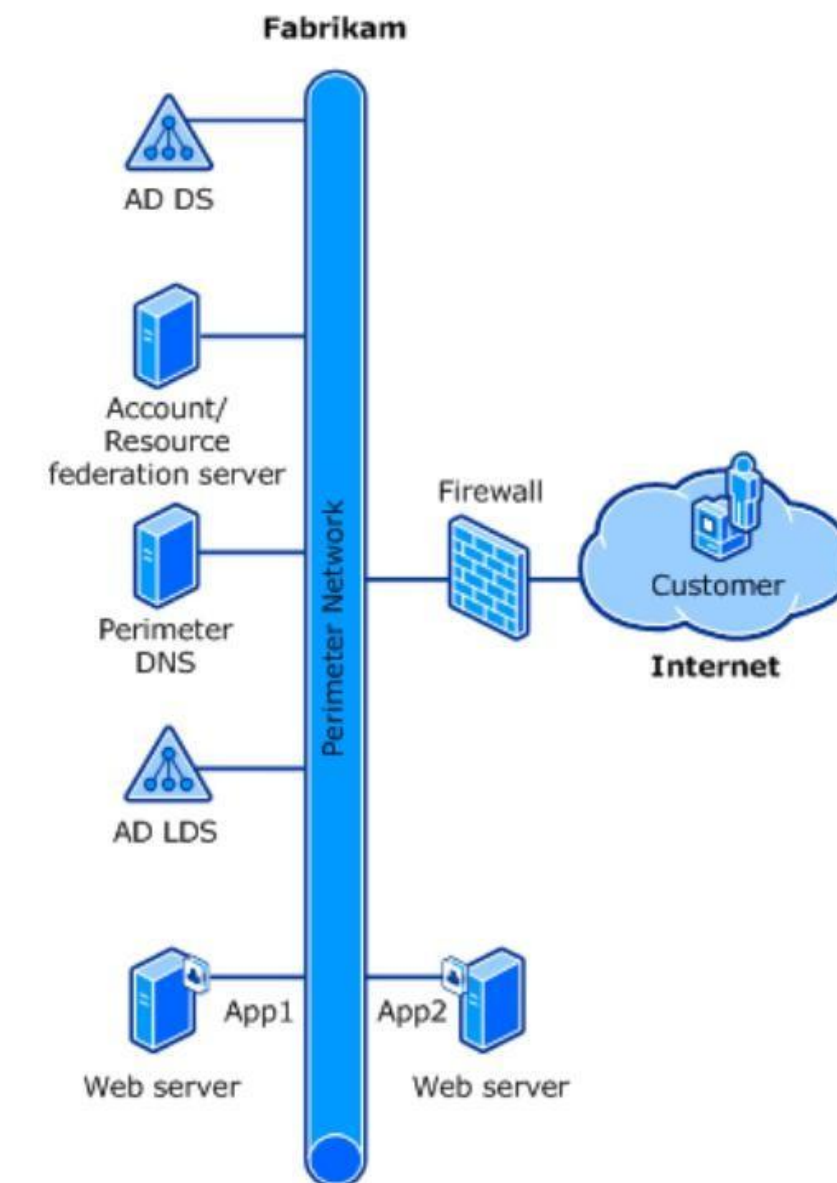 Fabrikam
AD DS
Account/
Resource
federation server
Perimeter
DNS
AD LDS
App1
Web server
Perimeter Network
Firewall
Customer
Internet
App2
Web server